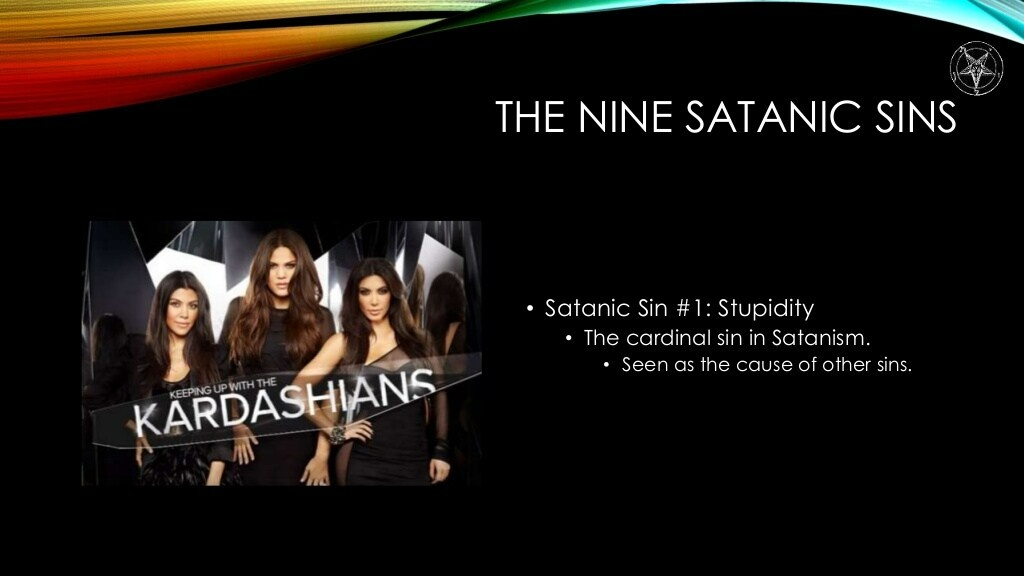 THE NINE SATANIC SINS
KEEPING UP WITH THE
KARDASHIANS
• Satanic Sin #1: Stupidity
• The cardinal sin in Satanism.
• Seen as the cause of other sins.